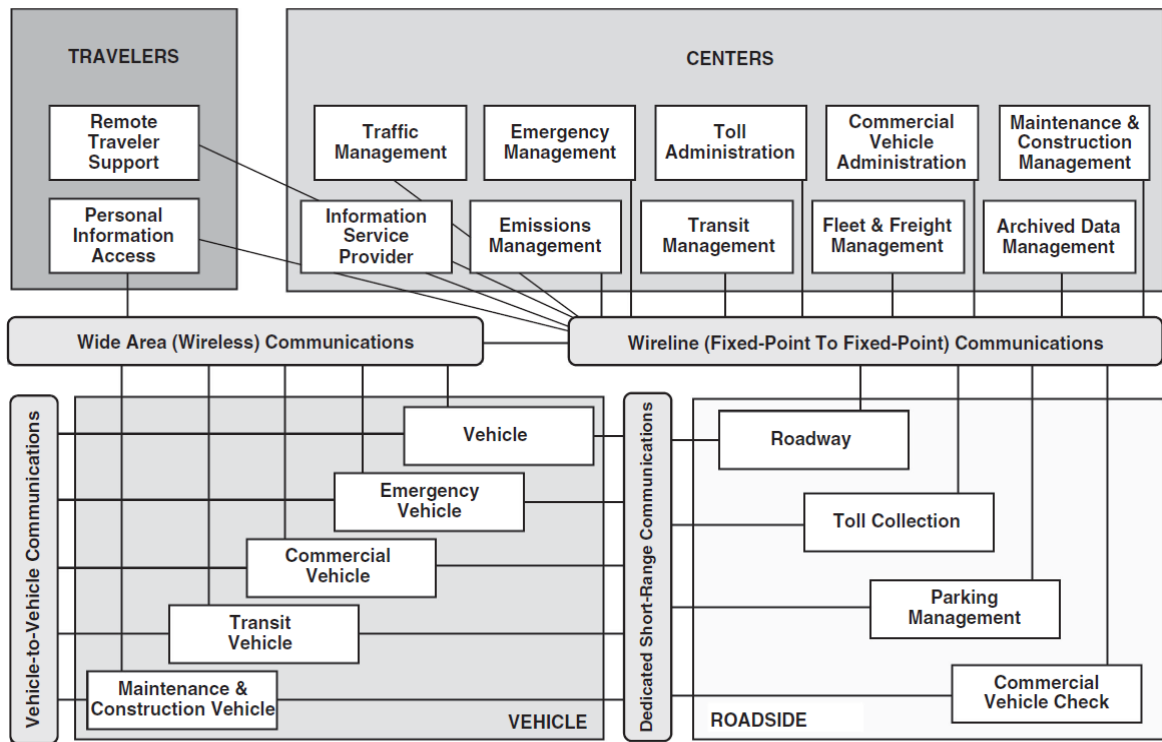 TRAVELERS
Remote
Traveler
Support
Personal
Information
Access
CENTERS
Traffic
Management
Emergency
Management
Toll
Administration
Commercial
Vehicle
Administration
Maintenance &
Construction
Management
Information
Service
Provider
Emissions
Management
Transit
Management
Fleet & Freight
Management
Archived Data
Management
Wide Area (Wireless) Communications
Wireline (Fixed-Point To Fixed-Point) Communications
Vehicle-to-Vehicle Communications
Vehicle
Emergency
Vehicle
Commercial
Vehicle
Transit
Vehicle
Maintenance &
Construction Vehicle
VEHICLE
Dedicated Short-Range Communications
Roadway
Toll Collection
Parking
Management
Commercial
Vehicle Check
ROADSIDE